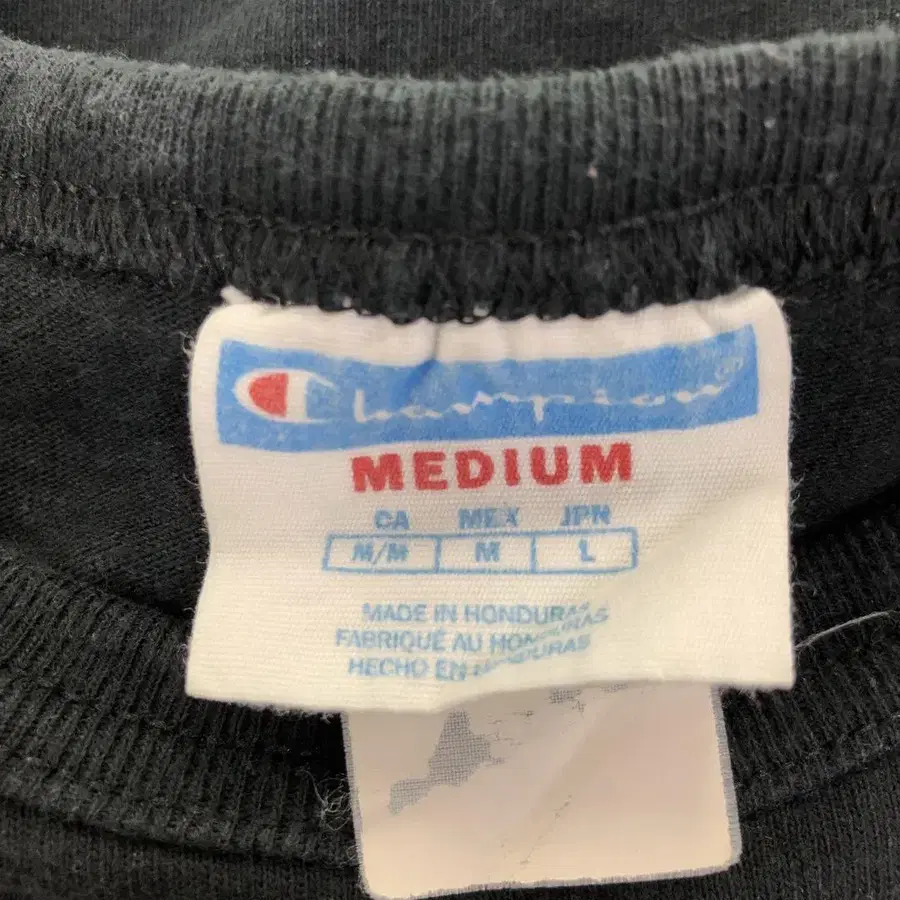 Champion®
MEDIUM
CA MEX JPN
M/M M L
MADE IN HONDURAS
FABRIQUÉ AU HONDURAS
HECHO EN HONDURAS